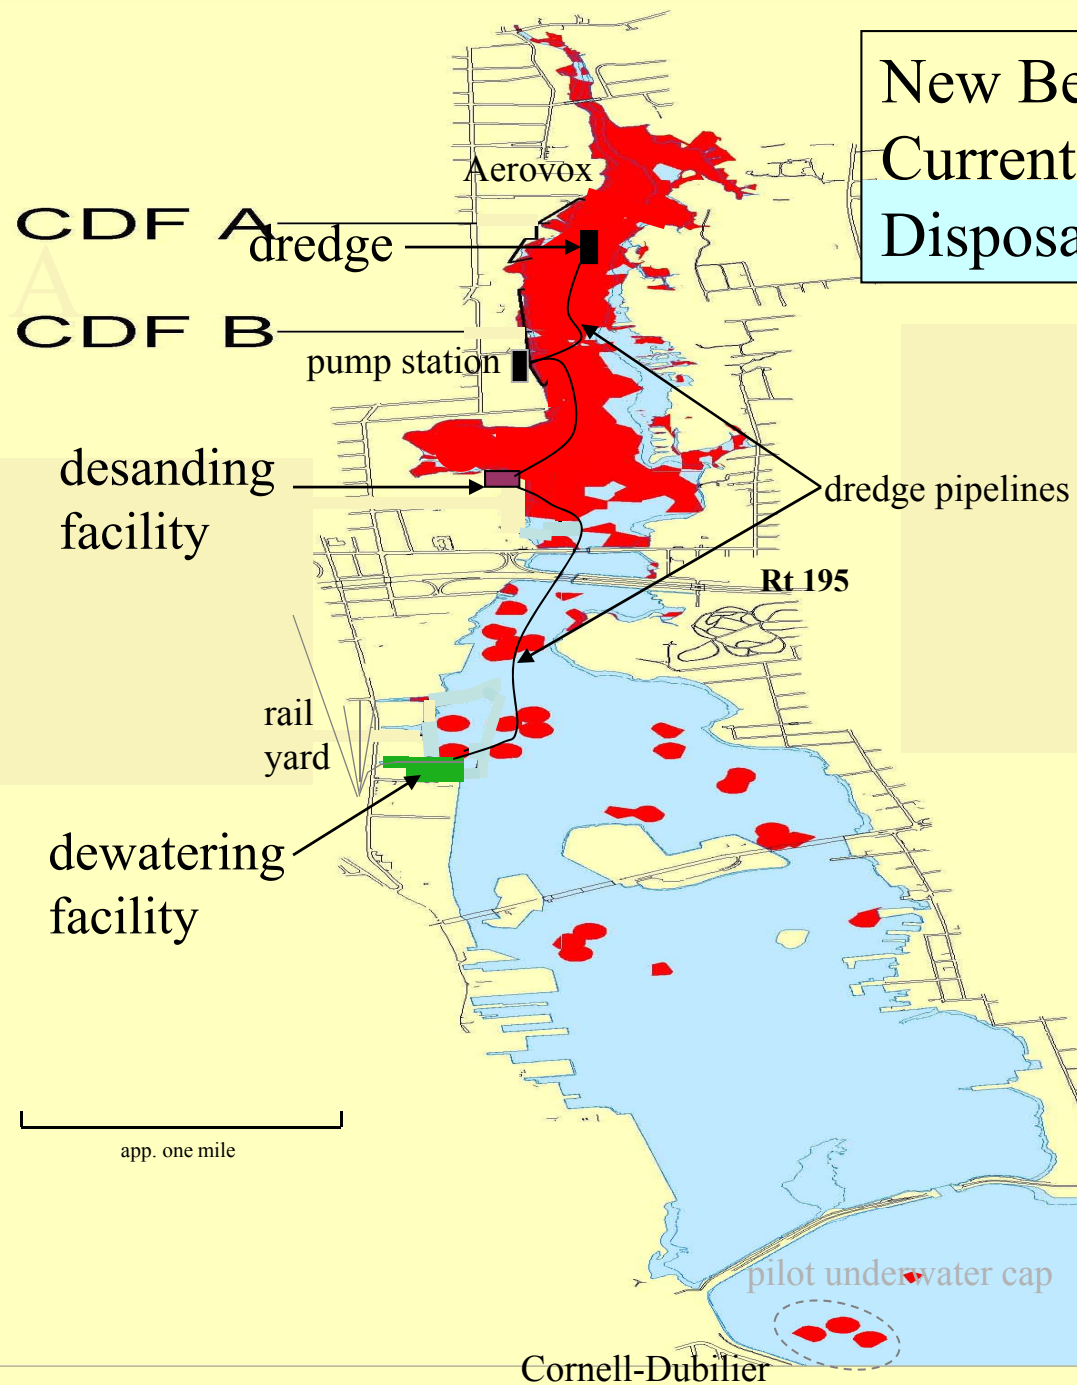 New Be
Current
Disposa
Aerovox
CDF A
dredge
A
CDF B
pump station
desanding
facility
dredge pipelines
Rt 195
rail
yard
dewatering
facility
app. one mile
pilot underwater cap
Cornell-Dubilier